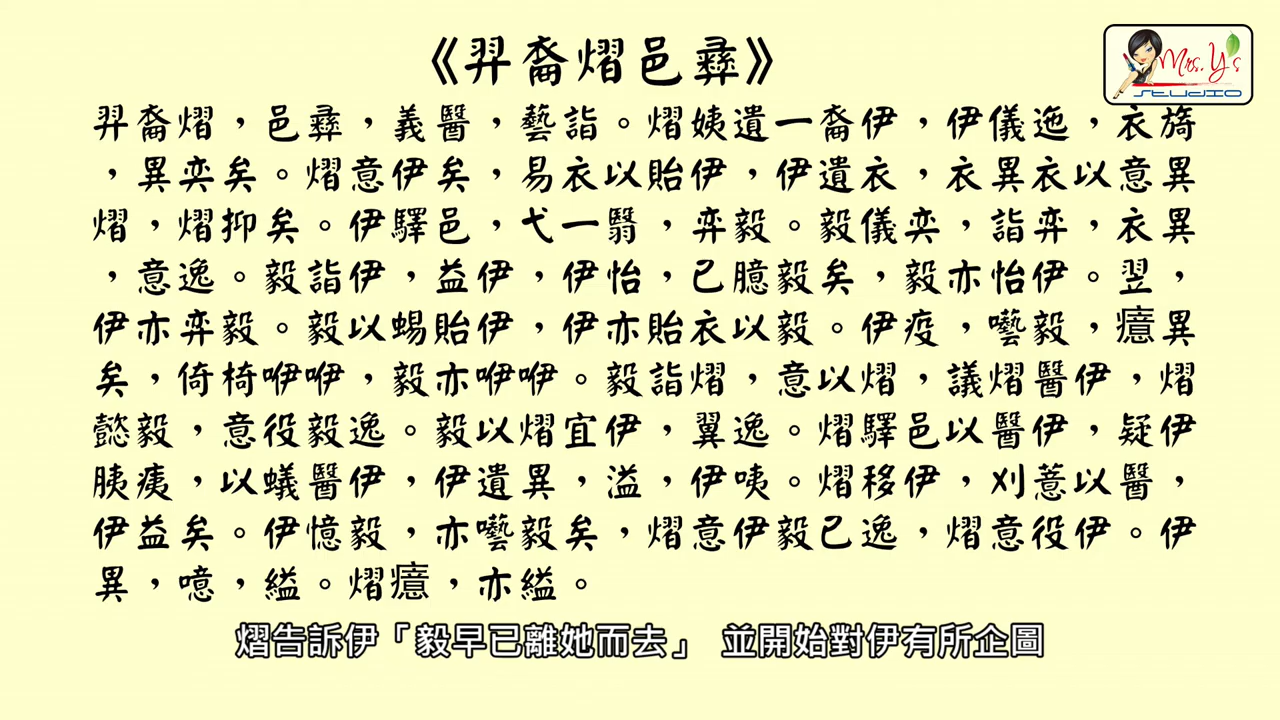 《羿裔熠邑彝》
Mrs. Y's
STUDIO
羿裔熠，邑彝，義醫，藝詣。熠姨遺一裔伊，伊儀迤，衣旖
，異奕矣。熠意伊矣，易衣以貽伊，伊遺衣，衣異衣以意異
熠，熠抑矣。伊驛邑，弋一翳，弈毅。毅儀奕，詣弈，衣異
，意逸。毅詣伊，益伊，伊怡，已臆毅矣，毅亦怡伊。翌，
伊亦弈毅。毅以蜴貽伊，伊亦貽衣以毅。伊疫，囈毅，癔異
矣，倚椅咿咿，毅亦咿咿。毅詣熠，意以熠，議熠醫伊，熠
懿毅，意役毅逸。毅以熠宜伊，翼逸。熠驛邑以醫伊，疑伊
胰痍，以蟻醫伊，伊遺異，溢，伊咦。熠移伊，刈薏以醫，
伊益矣。伊憶毅，亦囈毅矣，熠意伊毅已逸，熠意役伊。伊
異，噫，縊。熠癔，亦縊。
熠告訴伊「毅早已離她而去」 並開始對伊有所企圖